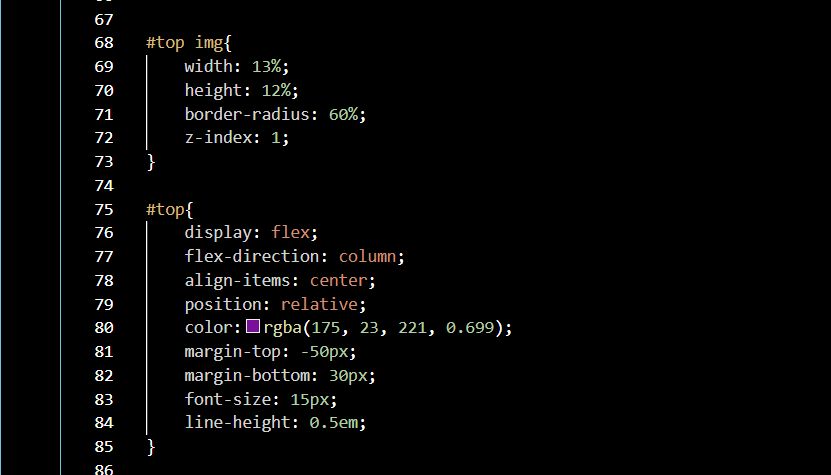 67
68 #top img{
69 width: 13%;
70 height: 12%;
71 border-radius: 60%;
72 z-index: 1;
73 }
74
75 #top{
76 display: flex;
77 flex-direction: column;
78 align-items: center;
79 position: relative;
80 color: rgba(175, 23, 221, 0.699);
81 margin-top: -50px;
82 margin-bottom: 30px;
83 font-size: 15px;
84 line-height: 0.5em;
85 }
86